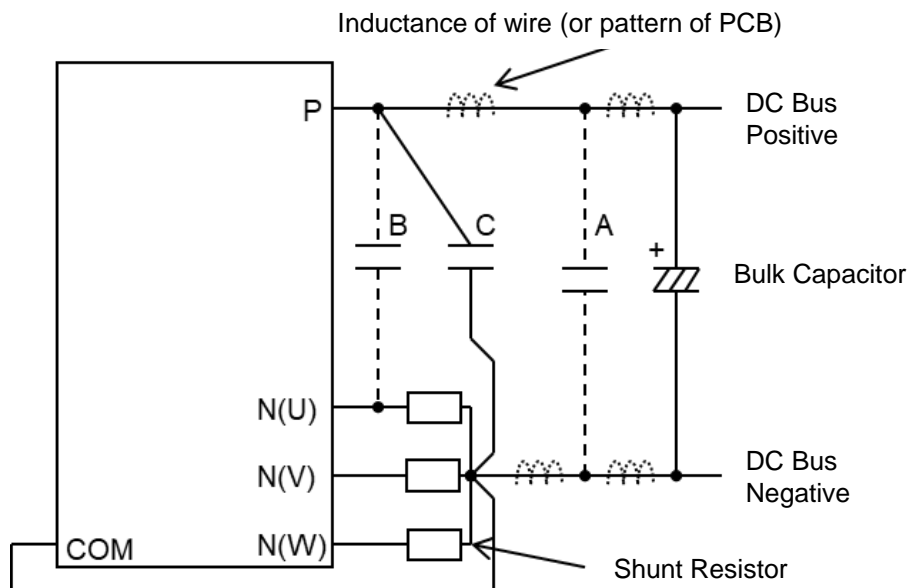 Inductance of wire (or pattern of PCB)
P
DC Bus
Positive
B
C
A
+
Bulk Capacitor
N(U)
N(V)
DC Bus
Negative
COM
N(W)
Shunt Resistor